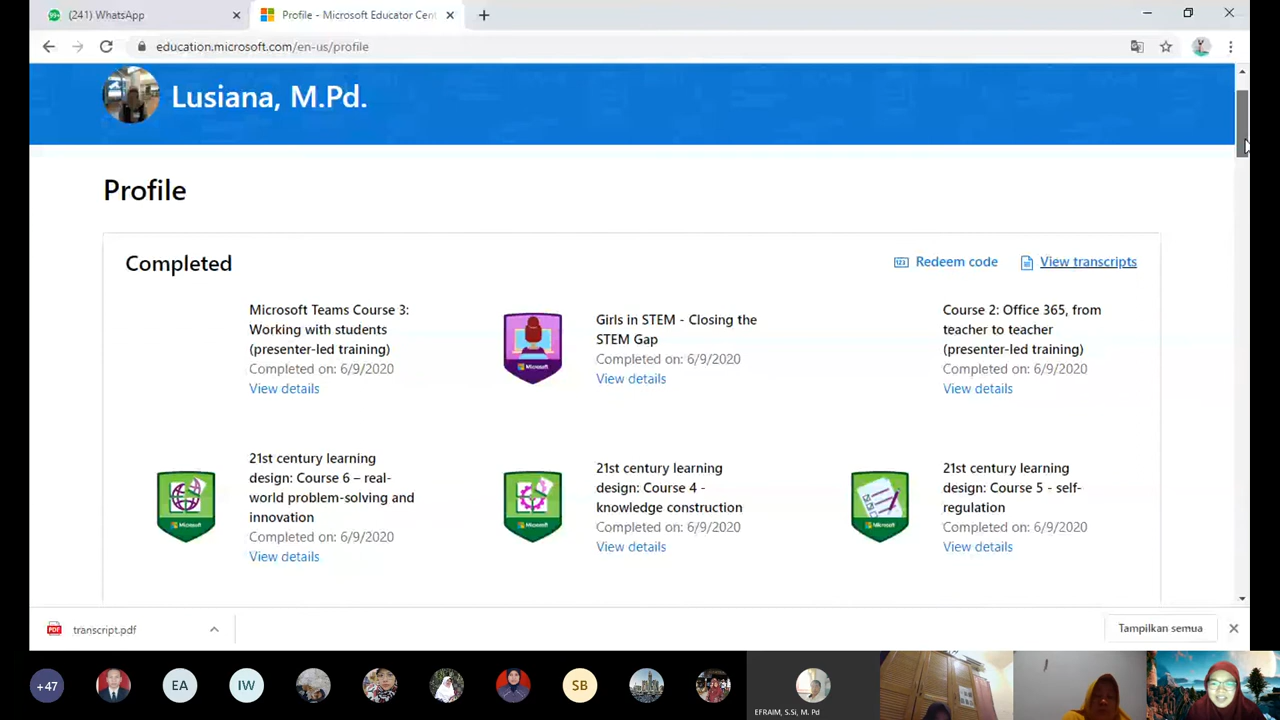 (241) WhatsApp
Profile - Microsoft Educator Cent
education.microsoft.com/en-us/profile
Lusiana, M.Pd.
Profile
Completed
Redeem code
View transcripts
Microsoft Teams Course 3:
Working with students
(presenter-led training)
Completed on: 6/9/2020
View details
Girls in STEM - Closing the
STEM Gap
Completed on: 6/9/2020
View details
Course 2: Office 365, from
teacher to teacher
(presenter-led training)
Completed on: 6/9/2020
View details
21st century learning
design: Course 6 – real-
world problem-solving and
innovation
Completed on: 6/9/2020
View details
21st century learning
design: Course 4 -
knowledge construction
Completed on: 6/9/2020
View details
21st century learning
design: Course 5 - self-
regulation
Completed on: 6/9/2020
View details
Microsoft
Microsoft
Microsoft
Microsoft
PDF
transcript.pdf
Tampilkan semua
+47
EA
IW
SB
EFRAIM, S.Si, M. Pd